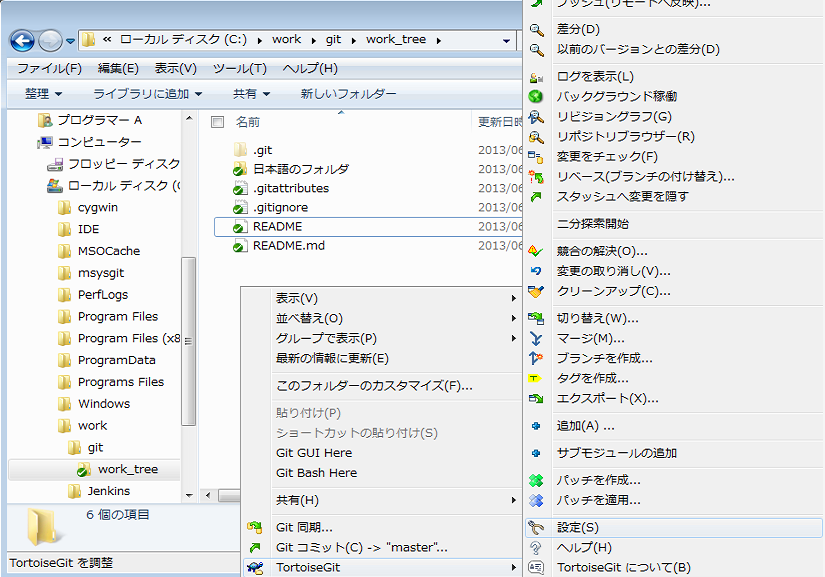 « ローカル ディスク (C:) ▸ work ▸ git ▸ work_tree ▸
ファイル(F) 編集(E) 表示(V) ツール(T) ヘルプ(H)
整理 ライブラリに追加 共有 新しいフォルダー
プログラマー A
コンピューター
フロッピー ディスク
ローカル ディスク (C
cygwin
IDE
MSOCache
msysgit
PerfLogs
Program Files
Program Files (x8
ProgramData
Programs Files
Windows
work
git
work_tree
Jenkins
名前 更新日時
.git 2013/06
日本語のフォルダ 2013/06
.gitattributes 2013/06
.gitignore 2013/06
README 2013/06
README.md 2013/06
6 個の項目
TortoiseGit を調整
表示(V)
並べ替え(O)
グループで表示(P)
最新の情報に更新(E)
このフォルダーのカスタマイズ(F)...
貼り付け(P)
ショートカットの貼り付け(S)
Git GUI Here
Git Bash Here
共有(H)
Git 同期...
Git コミット(C) -> "master"...
TortoiseGit
プッシュ(リモートへ反映)...
差分(D)
以前のバージョンとの差分(D)
ログを表示(L)
バックグラウンド稼働
リビジョングラフ(G)
リポジトリブラウザー(R)
変更をチェック(F)
リベース(ブランチの付け替え)...
スタッシュへ変更を隠す
二分探索開始
競合の解決(O)...
変更の取り消し(V)...
クリーンアップ(C)...
切り替え(W)...
マージ(M)...
ブランチを作成...
タグを作成...
エクスポート(X)...
追加(A) ...
サブモジュールの追加
パッチを作成...
パッチを適用...
設定(S)
ヘルプ(H)
TortoiseGit について(B)